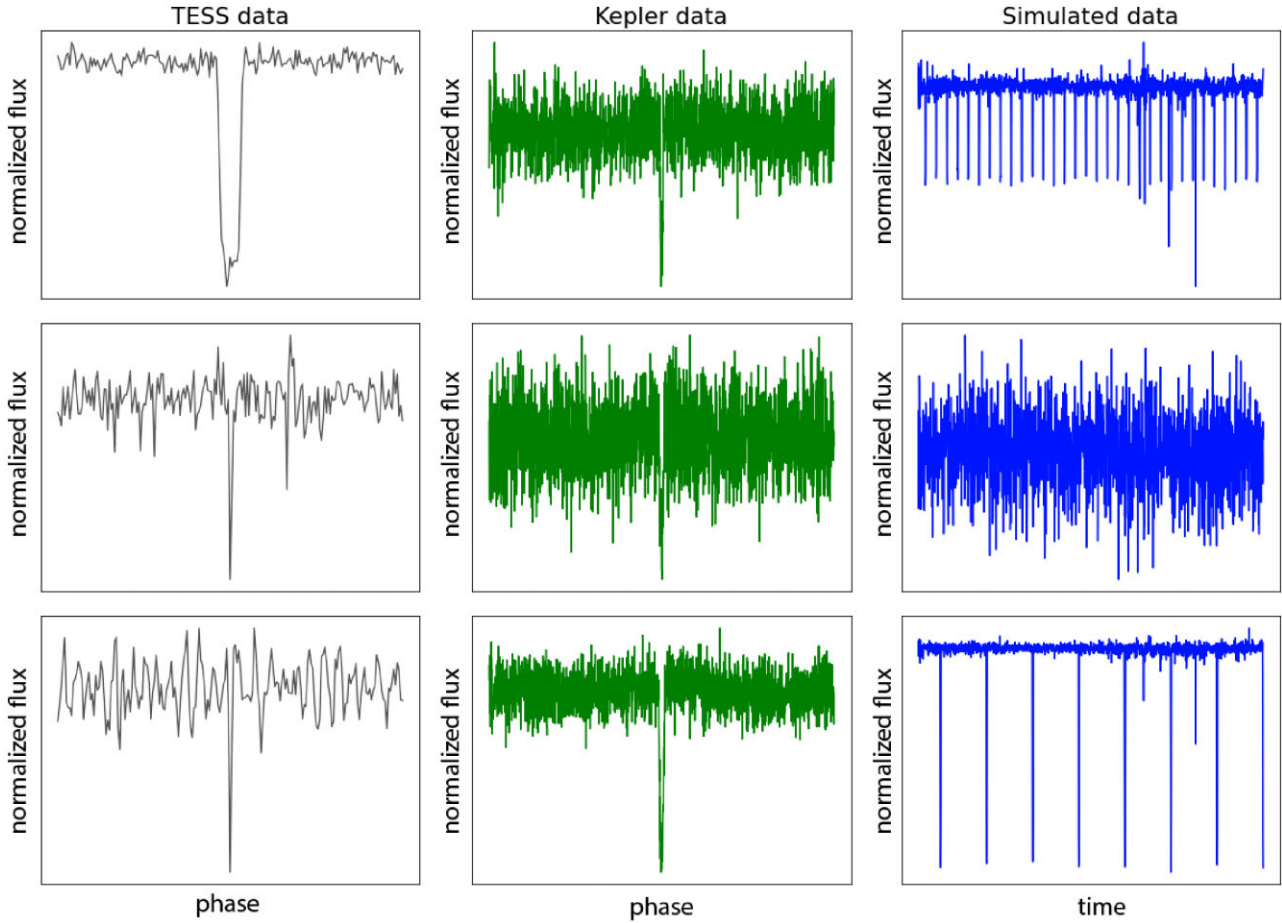 TESS data
Kepler data
Simulated data
normalized flux
normalized flux
normalized flux
normalized flux
normalized flux
normalized flux
normalized flux
normalized flux
normalized flux
phase
phase
time